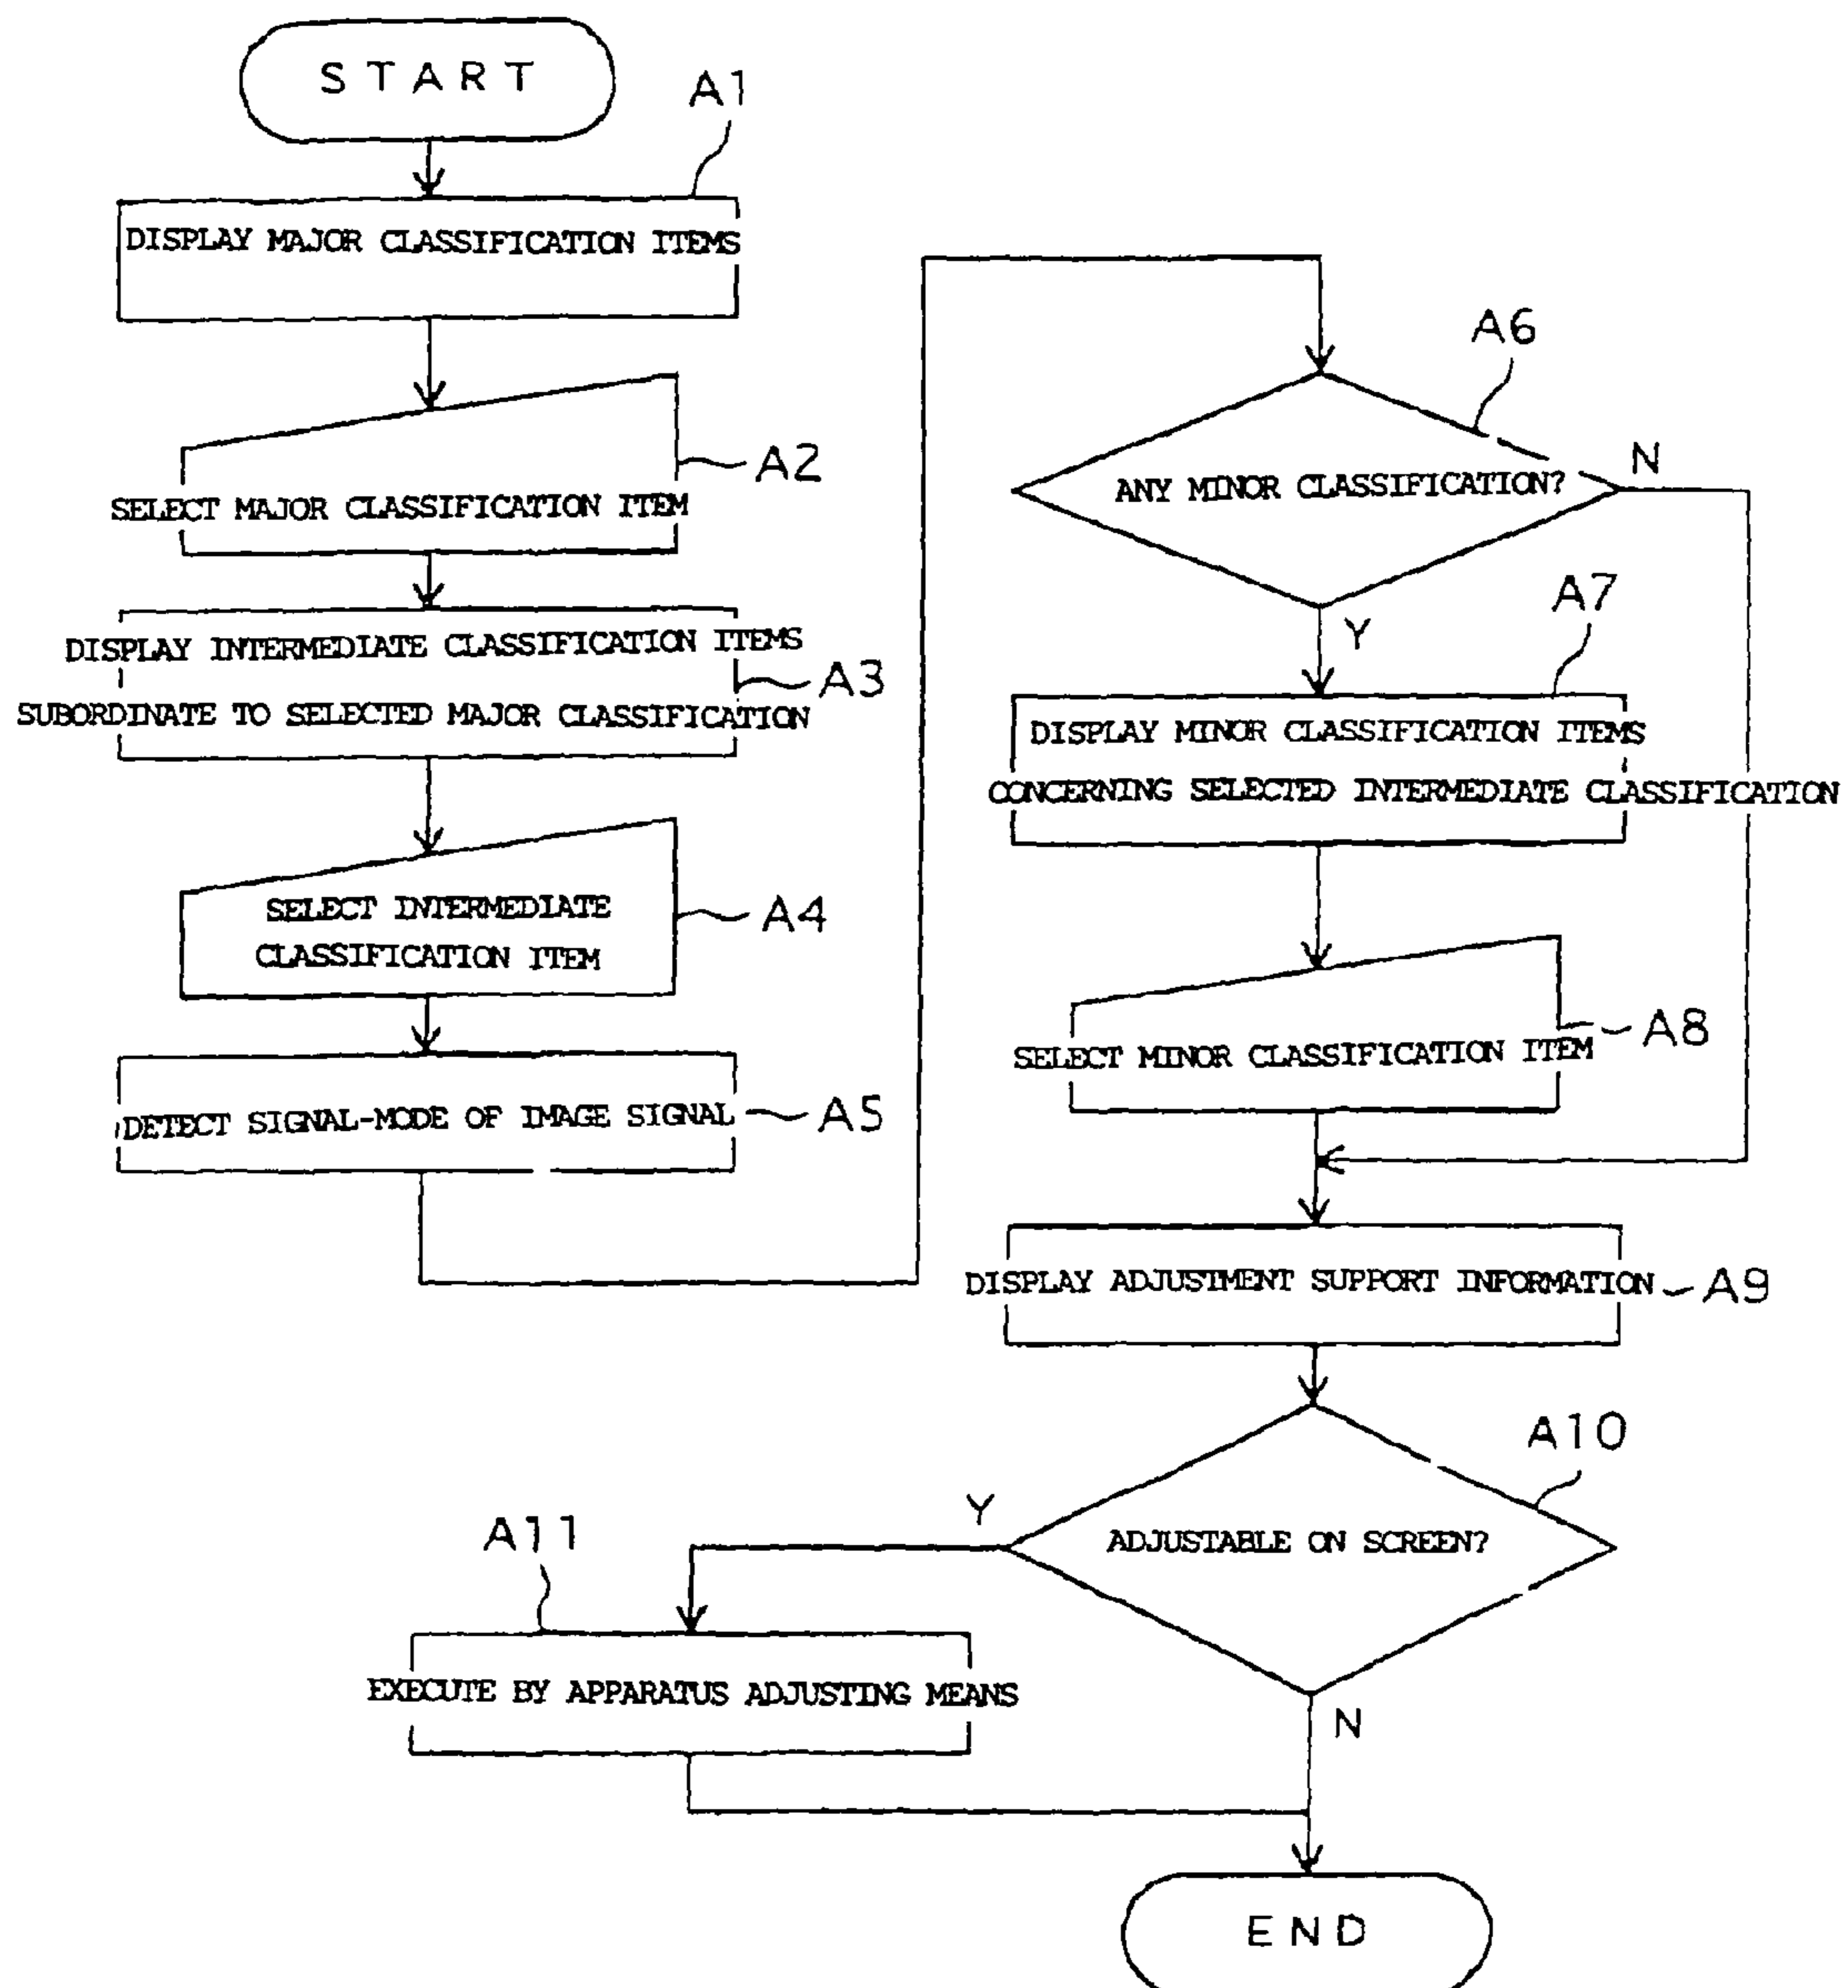 START
A1
DISPLAY MAJOR CLASSIFICATION ITEMS
A2
SELECT MAJOR CLASSIFICATION ITEM
DISPLAY INTERMEDIATE CLASSIFICATION ITEMS
A3
SUBORDINATE TO SELECTED MAJOR CLASSIFICATION
SELECT INTERMEDIATE
A4
CLASSIFICATION ITEM
DETECT SIGNAL-MODE OF IMAGE SIGNAL
A5
A6
N
ANY MINOR CLASSIFICATION?
Y
A7
DISPLAY MINOR CLASSIFICATION ITEMS
CONCERNING SELECTED INTERMEDIATE CLASSIFICATION
A8
SELECT MINOR CLASSIFICATION ITEM
DISPLAY ADJUSTMENT SUPPORT INFORMATION
A9
A10
Y
ADJUSTABLE ON SCREEN?
A11
EXECUTE BY APPARATUS ADJUSTING MEANS
N
END